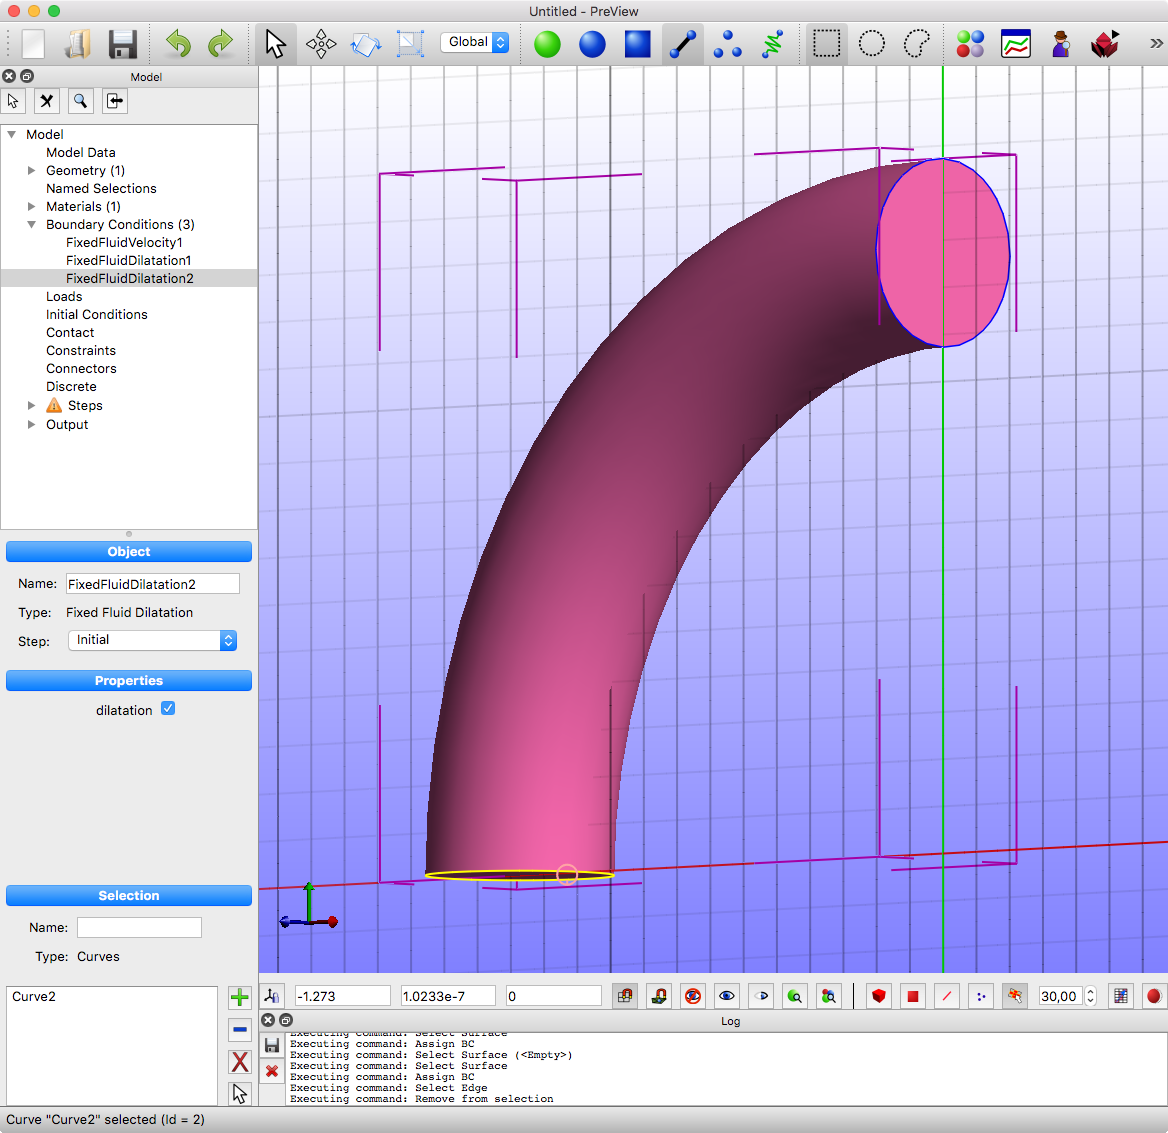 Untitled - PreView
Global
»
Model
Model
Model Data
Geometry (1)
Named Selections
Materials (1)
Boundary Conditions (3)
FixedFluidVelocity1
FixedFluidDilatation1
FixedFluidDilatation2
Loads
Initial Conditions
Contact
Constraints
Connectors
Discrete
Steps
Output
Object
Name: FixedFluidDilatation2
Type: Fixed Fluid Dilatation
Step: Initial
Properties
dilatation
Selection
Name:
Type: Curves
Curve2
-1.273 1.0233e-7 0 30,00
Log
Executing command: Select Surface
Executing command: Assign BC
Executing command: Select Surface (<Empty>)
Executing command: Select Surface
Executing command: Assign BC
Executing command: Select Edge
Executing command: Remove from selection
Curve "Curve2" selected (Id = 2)